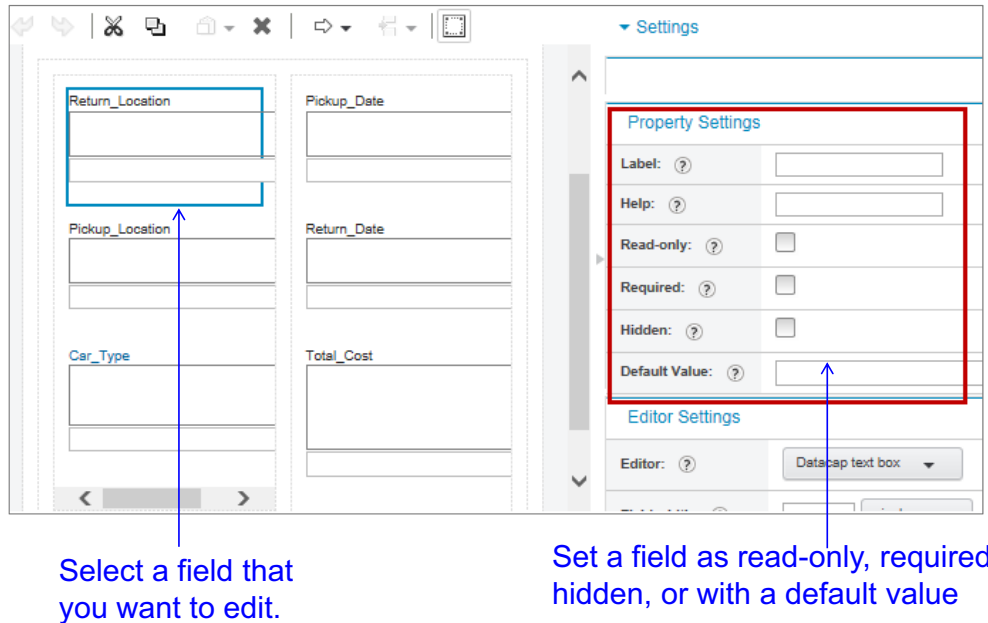 Settings
Return_Location
Pickup_Date
Property Settings
Label: ?
Help: ?
Read-only: ?
Pickup_Location
Return_Date
Required: ?
Hidden: ?
Car_Type
Total_Cost
Default Value: ?
Editor Settings
Editor: ?
Datacap text box
Select a field that
you want to edit.
Set a field as read-only, required
hidden, or with a default value